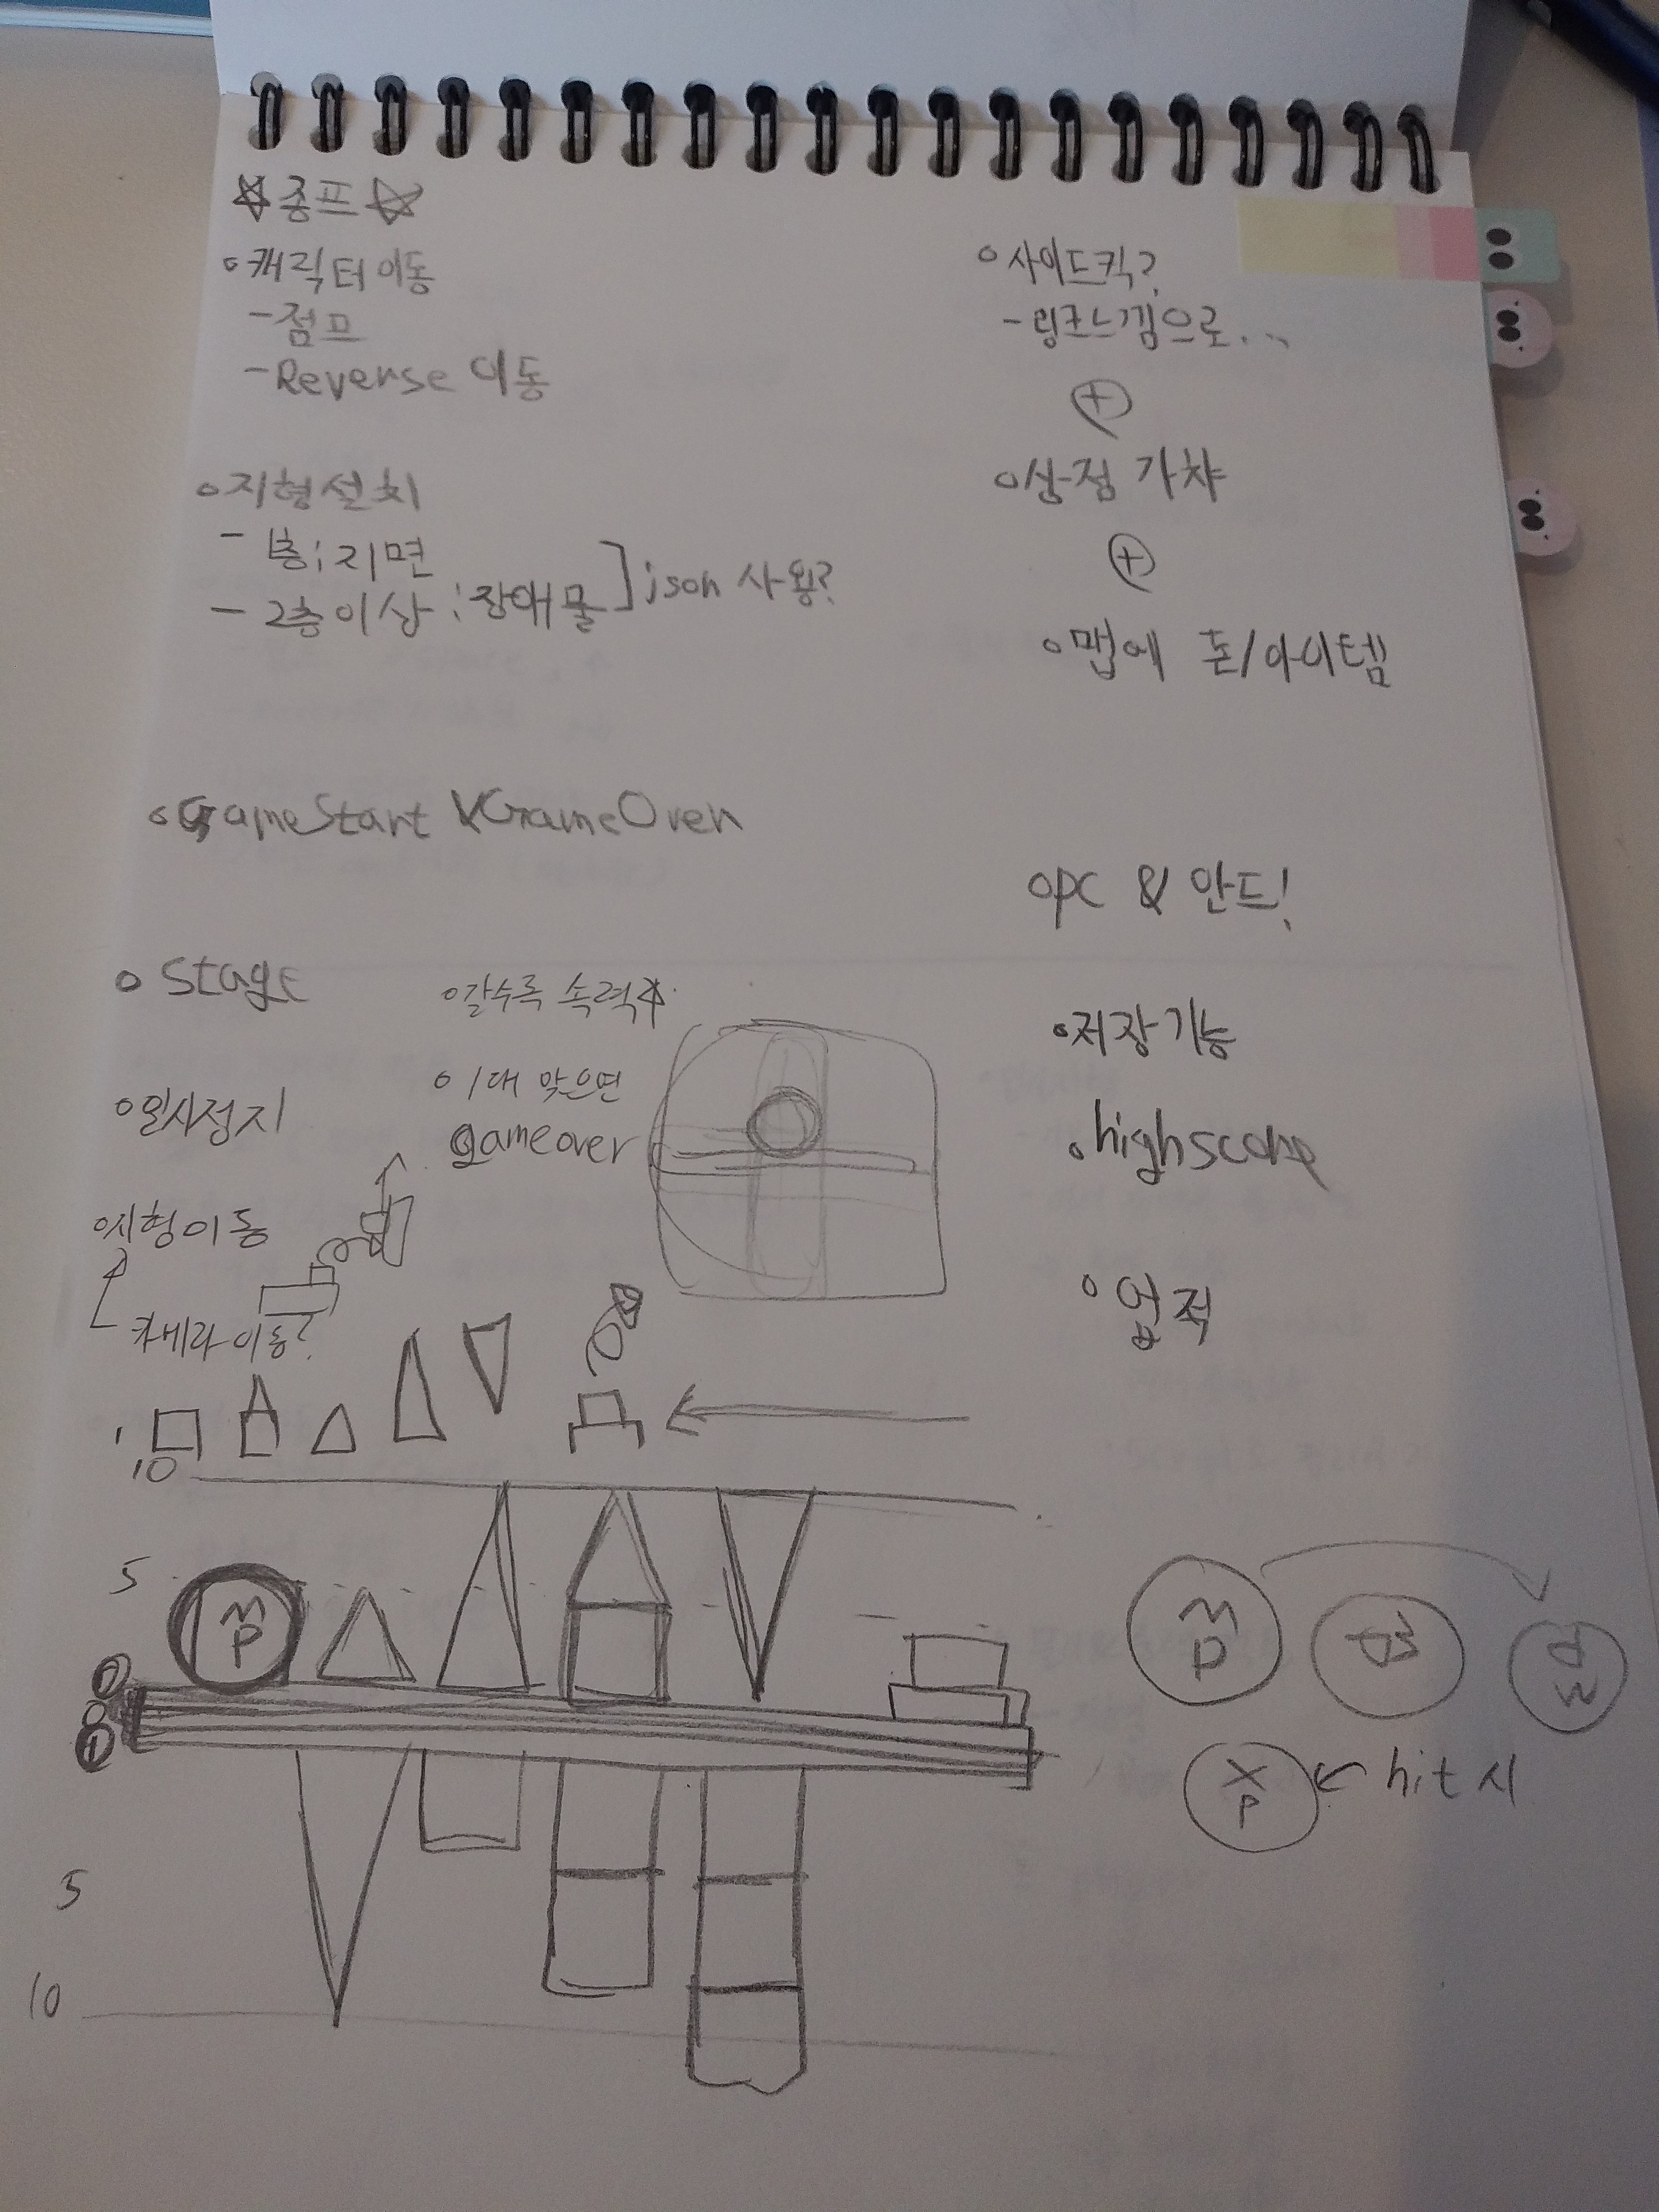 ☆종프☆
○캐릭터이동
-점프
-Reverse 이동
○지형설치
- 1층;지면
- 2층이상 : 장애물 ] json 사용?
○GameStart & GameOver
○ Stage
○일시정지
○지형이동
카메라 이동?
○갈수록 속력↑
○ 1대 맞으면
gameover
○사이드킥?
-링크느낌으로...
+
○상점 가챠
+
○맵에 돈/아이템
○PC & 안드!
○저장기능
○highscore
○업적
10
5
MP
1
0
1
5
10
X
P
← hit 시